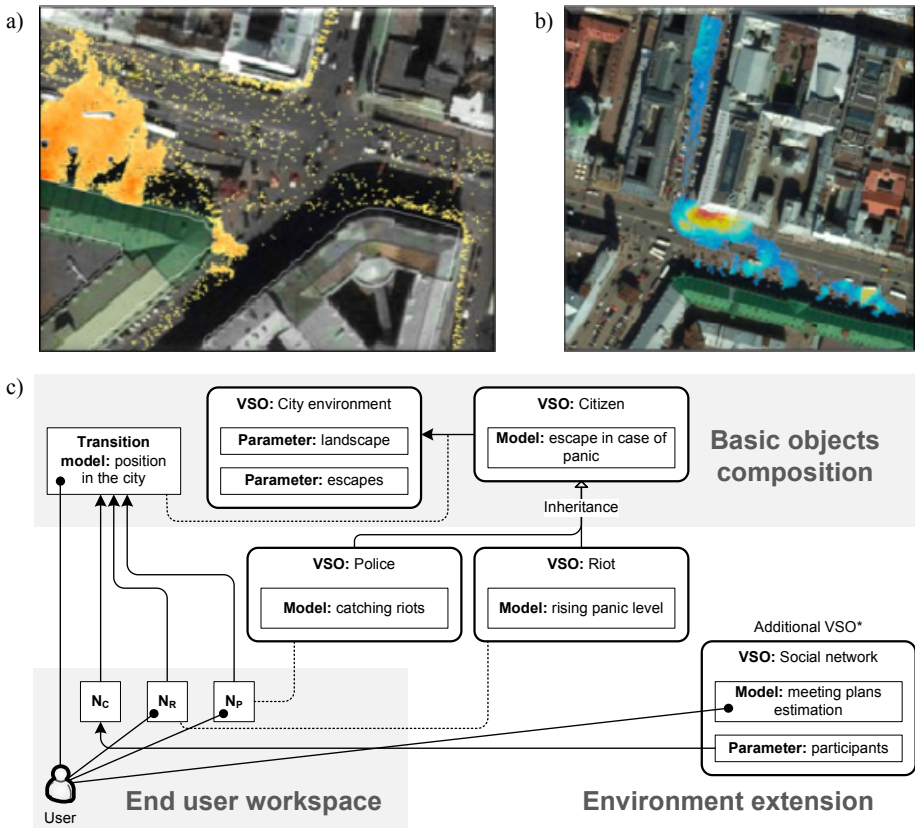 a)
b)
c)
VSO: City environment
Parameter: landscape
Parameter: escapes
VSO: Citizen
Model: escape in case of
panic
Basic objects
composition
Transition
model: position
in the city
Inheritance
VSO: Police
Model: catching riots
VSO: Riot
Model: rising panic level
Additional VSO*
VSO: Social network
Model: meeting plans
estimation
Parameter: participants
NC
NR
NP
User
End user workspace
Environment extension